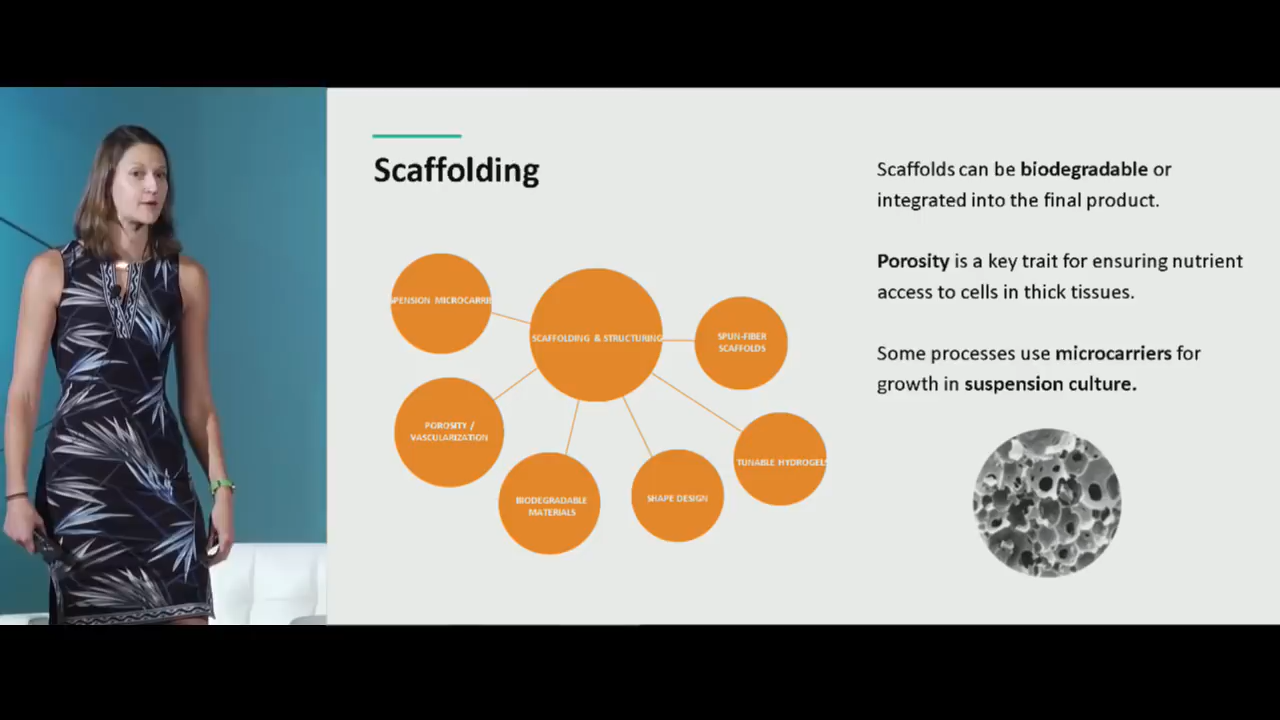 Scaffolding
Scaffolds can be biodegradable or
integrated into the final product.
Porosity is a key trait for ensuring nutrient
access to cells in thick tissues.
Some processes use microcarriers for
growth in suspension culture.
SCAFFOLDING & STRUCTURING
SPUN-FIBER
SCAFFOLDS
POROSITY /
VASCULARIZATION
TUNABLE HYDROGELS
BIODEGRADABLE
MATERIALS
SHAPE DESIGN